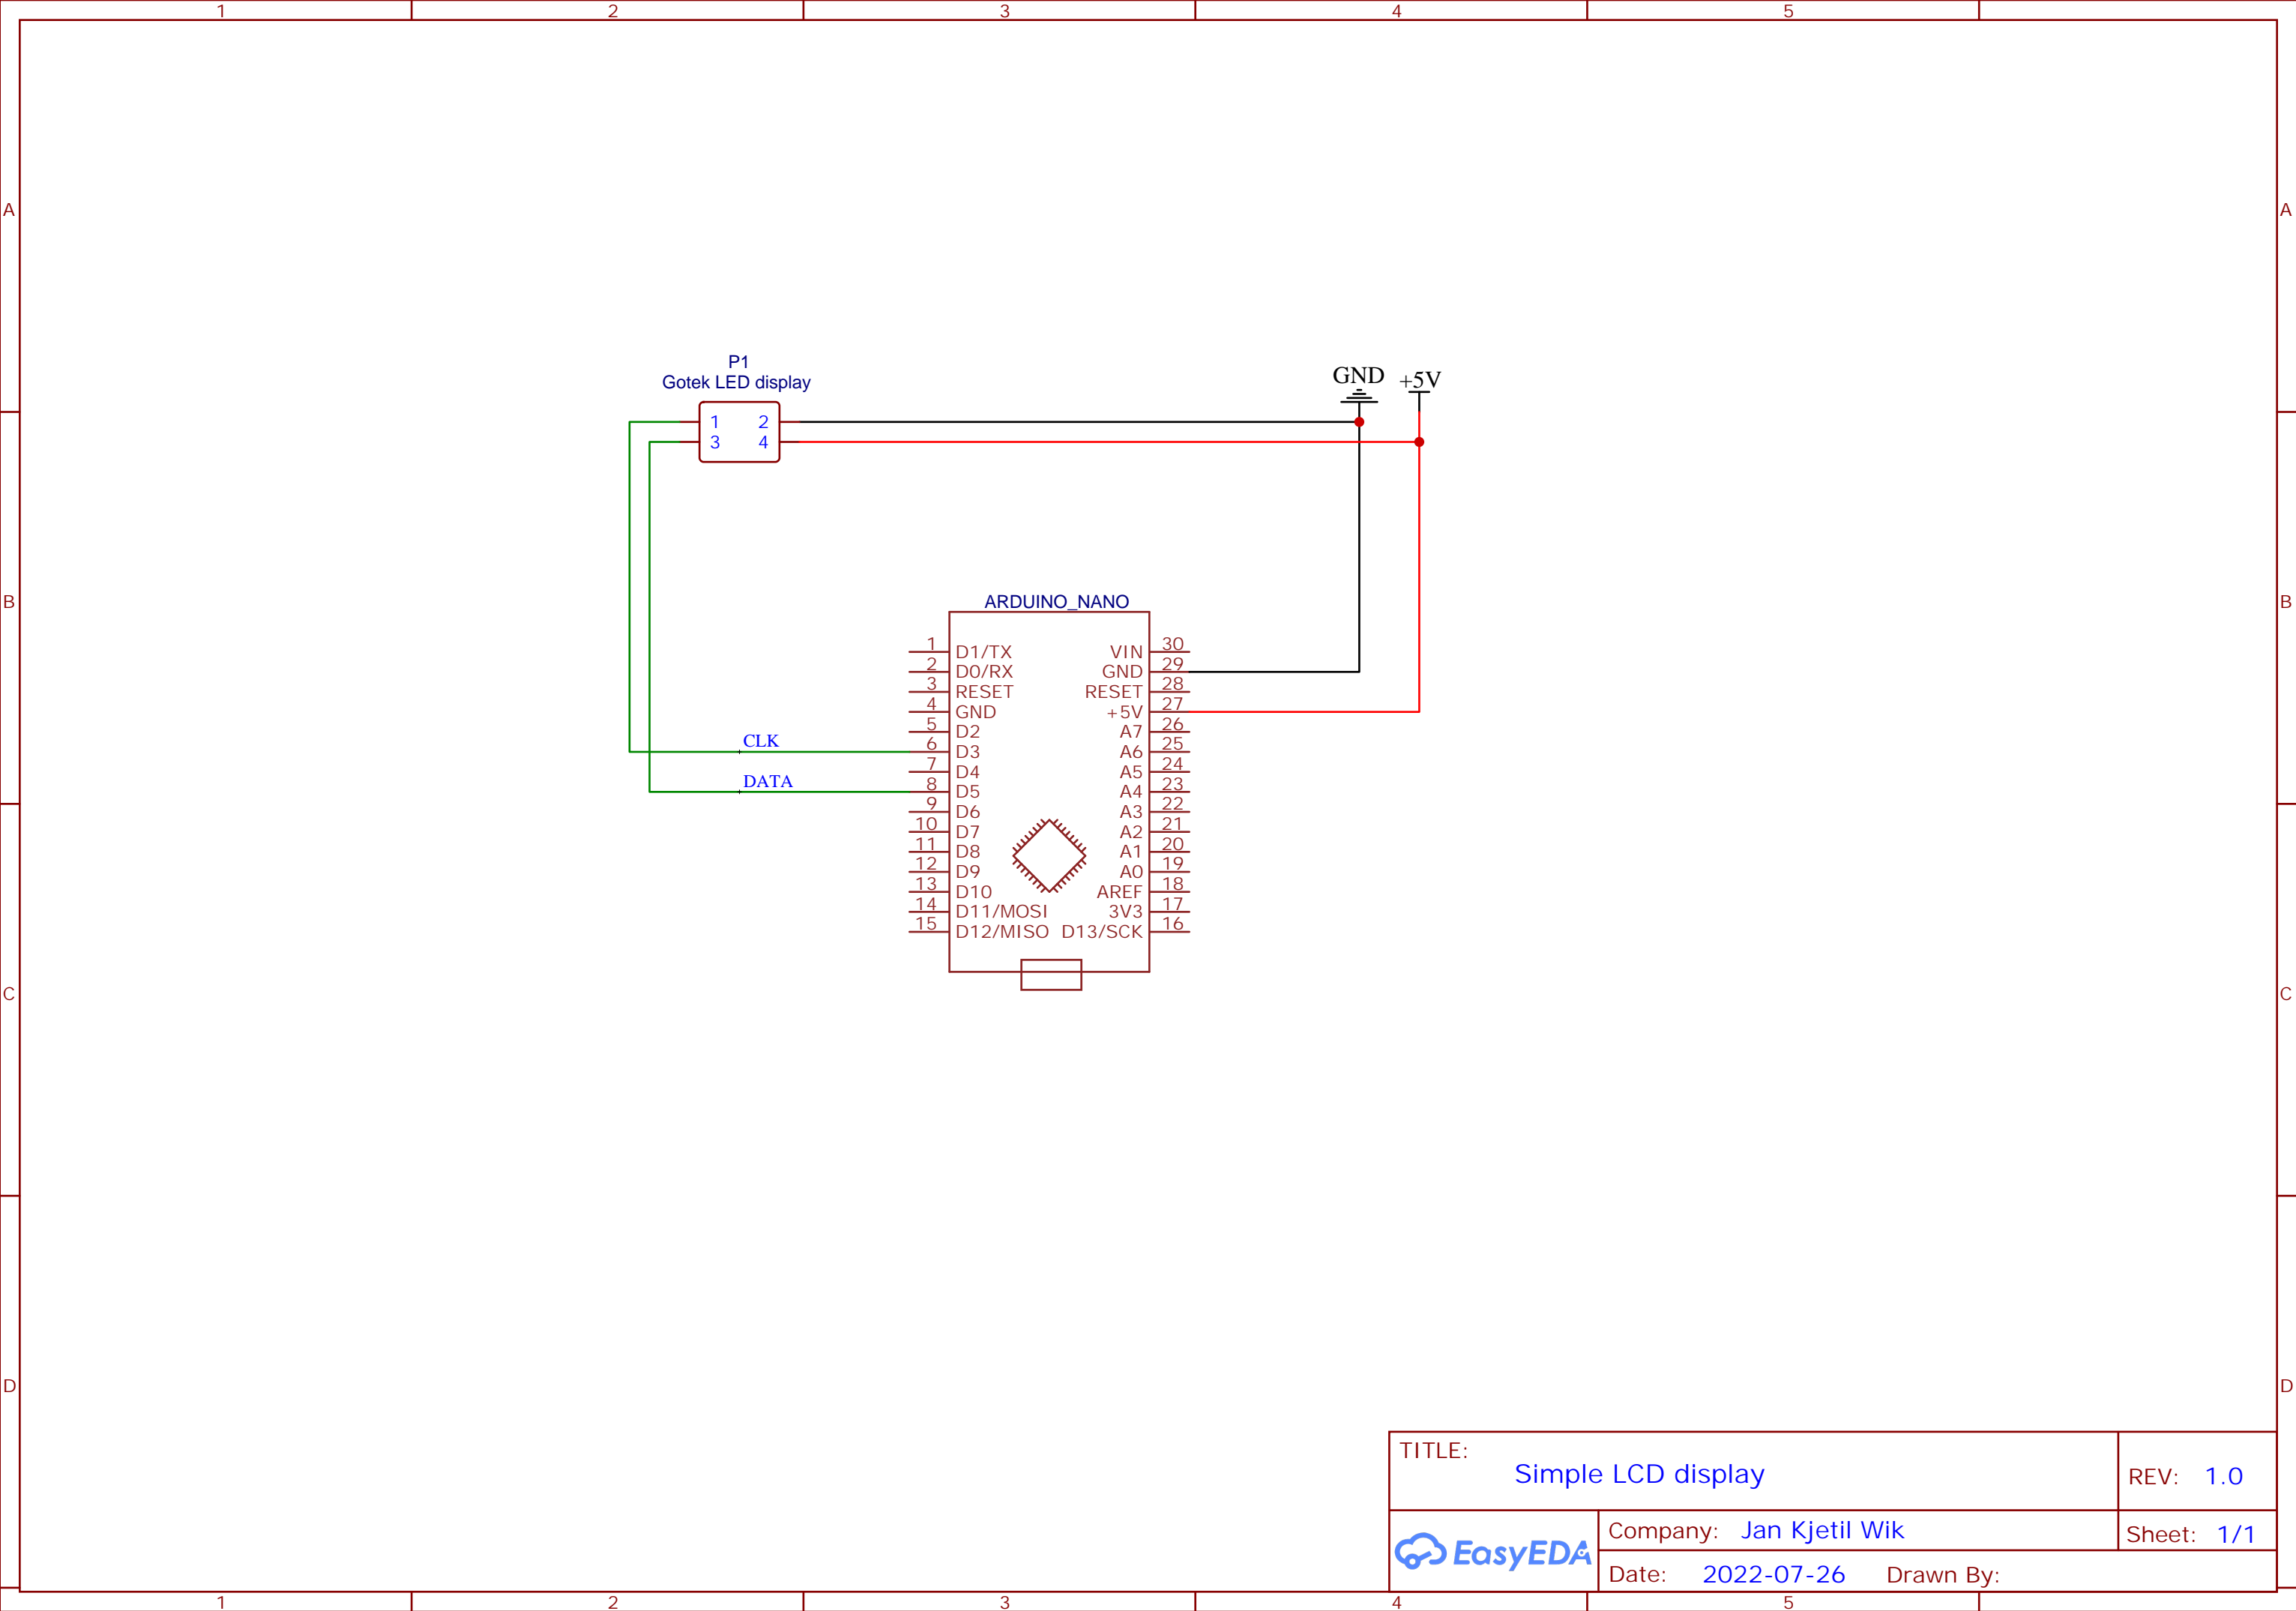 1 2 3 4 5
A A
P1
Gotek LED display
GND +5V
1 2
3 4
B B
ARDUINO_NANO
1 D1/TX VIN 30
2 D0/RX GND 29
3 RESET RESET 28
4 GND +5V 27
5 D2 A7 26
CLK 6 D3 A6 25
7 D4 A5 24
DATA 8 D5 A4 23
9 D6 A3 22
10 D7 A2 21
11 D8 A1 20
12 D9 A0 19
13 D10 AREF 18
14 D11/MOSI 3V3 17
15 D12/MISO D13/SCK 16
C C
D D
TITLE:
Simple LCD display
REV: 1.0
EasyEDA
Company: Jan Kjetil Wik
Sheet: 1/1
Date: 2022-07-26 Drawn By:
1 2 3 4 5